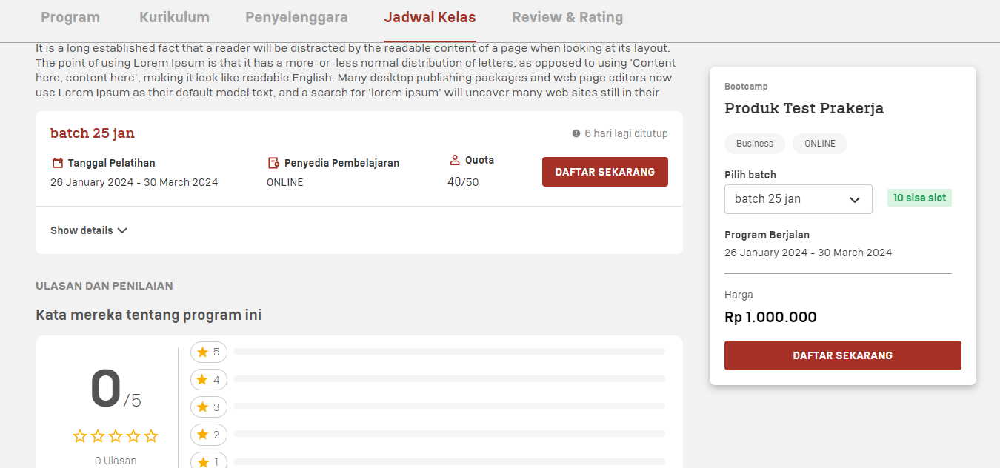 Program
Kurikulum
Penyelenggara
Jadwal Kelas
Review & Rating
It is a long established fact that a reader will be distracted by the readable content of a page when looking at its layout.
The point of using Lorem Ipsum is that it has a more-or-less normal distribution of letters, as opposed to using 'Content
here, content here', making it look like readable English. Many desktop publishing packages and web page editors now
use Lorem Ipsum as their default model text, and a search for 'lorem ipsum' will uncover many web sites still in their
batch 25 jan
6 hari lagi ditutup
Tanggal Pelatihan
26 January 2024 - 30 March 2024
Penyedia Pembelajaran
ONLINE
Quota
40/50
DAFTAR SEKARANG
Show details
ULASAN DAN PENILAIAN
Kata mereka tentang program ini
0/5
0 Ulasan
5
4
3
2
1
Bootcamp
Produk Test Prakerja
Business
ONLINE
Pilih batch
batch 25 jan
10 sisa slot
Program Berjalan
26 January 2024 - 30 March 2024
Harga
Rp 1.000.000
DAFTAR SEKARANG